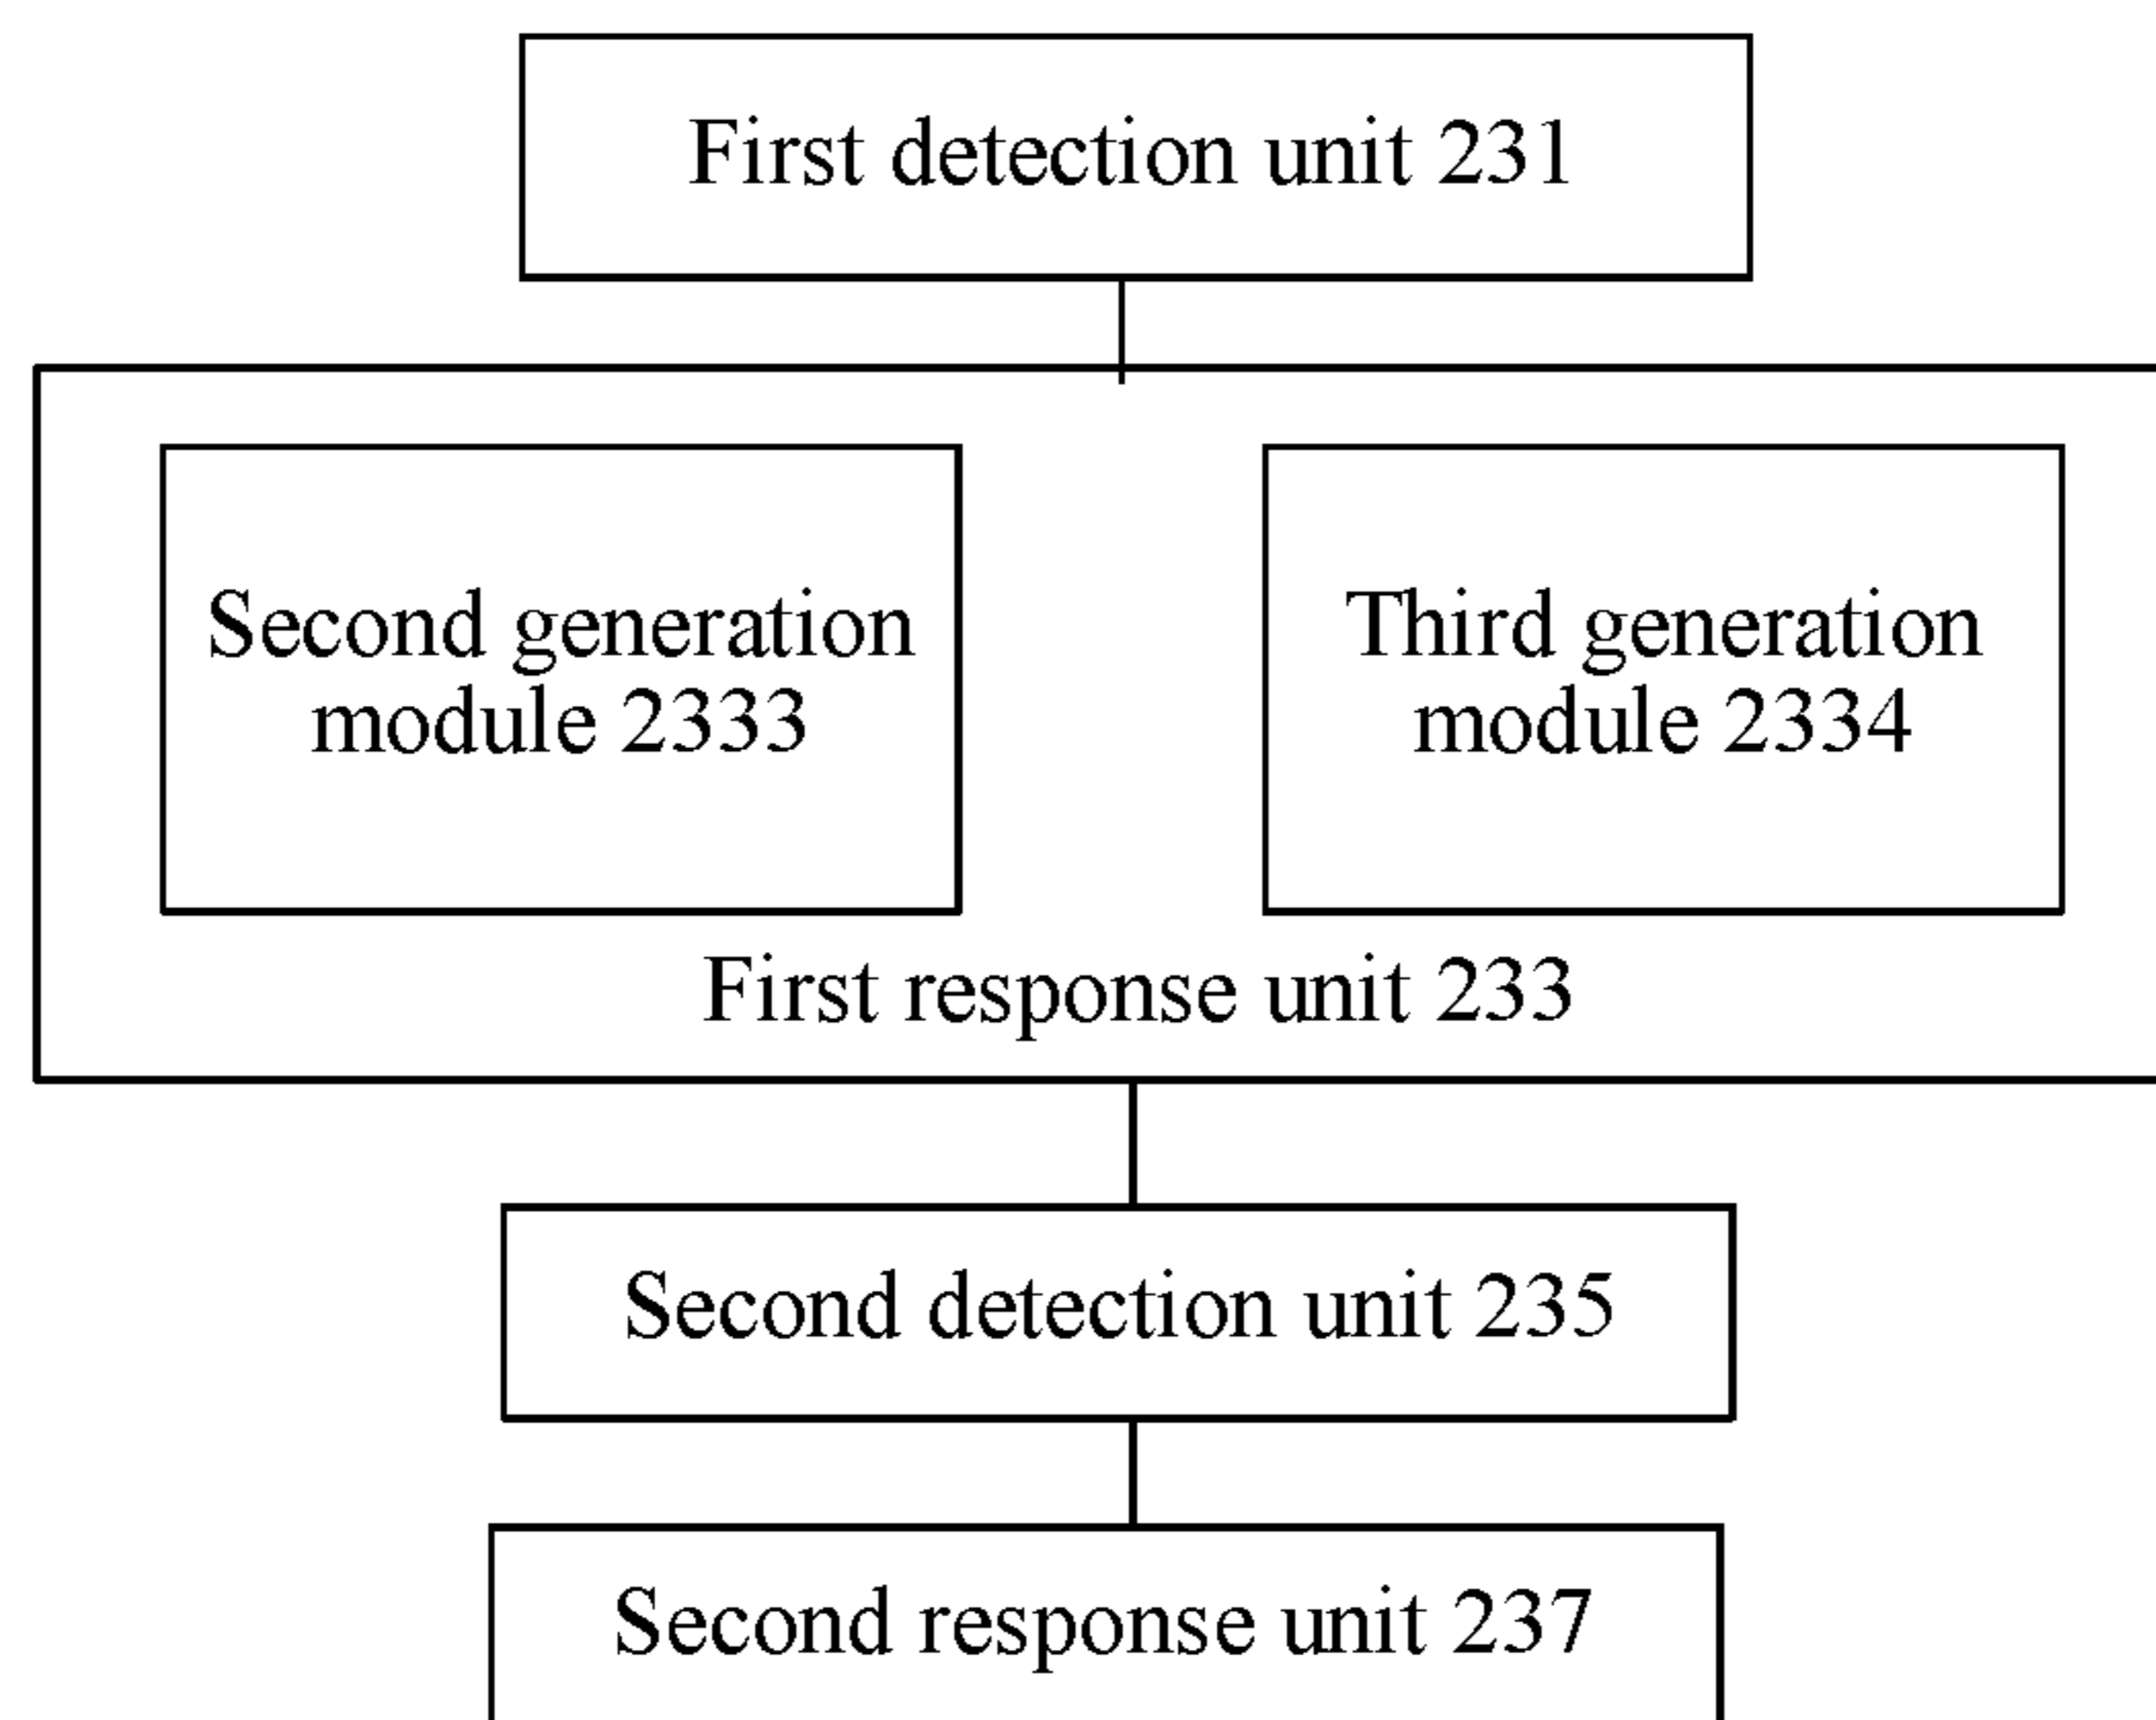 First detection unit 231
Second generation
module 2333
Third generation
module 2334
First response unit 233
Second detection unit 235
Second response unit 237